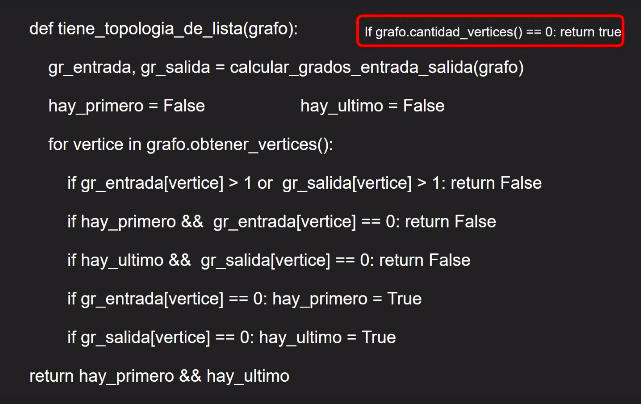 def tiene_topologia_de_lista(grafo):
If grafo.cantidad_vertices() == 0: return true
gr_entrada, gr_salida = calcular_grados_entrada_salida(grafo)
hay_primero = False hay_ultimo = False
for vertice in grafo.obtener_vertices():
if gr_entrada[vertice] > 1 or gr_salida[vertice] > 1: return False
if hay_primero && gr_entrada[vertice] == 0: return False
if hay_ultimo && gr_salida[vertice] == 0: return False
if gr_entrada[vertice] == 0: hay_primero = True
if gr_salida[vertice] == 0: hay_ultimo = True
return hay_primero && hay_ultimo